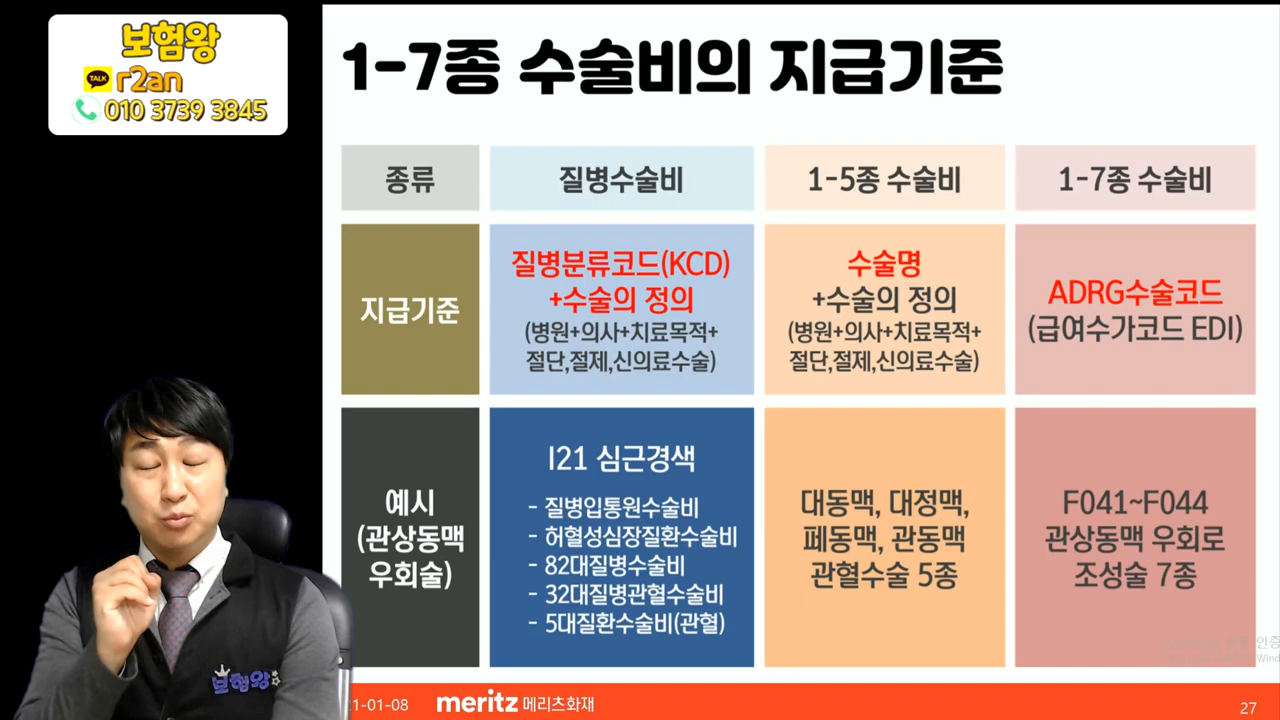 보험왕
TALK r2an
010 3739 3845
1-7종 수술비의 지급기준
종류
질병수술비
1-5종 수술비
1-7종 수술비
지급기준
질병분류코드(KCD)
+수술의 정의
(병원+의사+치료목적+
절단,절제,신의료수술)
수술명
+수술의 정의
(병원+의사+치료목적+
절단,절제,신의료수술)
ADRG수술코드
(급여수가코드 EDI)
예시
(관상동맥
우회술)
I21 심근경색
- 질병입통원수술비
- 허혈성심장질환수술비
- 82대질병수술비
- 32대질병관혈수술비
- 5대질환수술비(관혈)
대동맥, 대정맥,
폐동맥, 관동맥
관혈수술 5종
F041~F044
관상동맥 우회로
조성술 7종
보험왕
1-01-08
meritz 메리츠화재
27